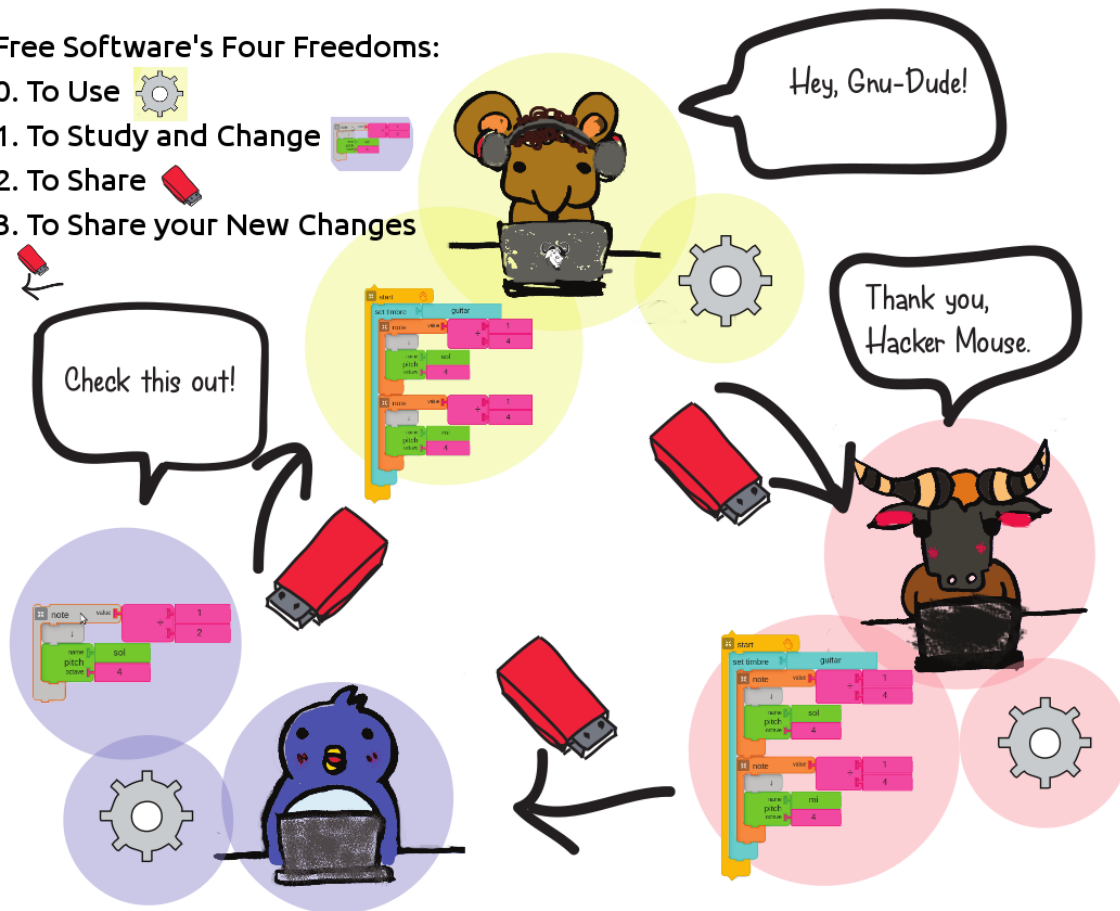 Free Software's Four Freedoms:
0. To Use
1. To Study and Change
2. To Share
3. To Share your New Changes
Hey, Gnu-Dude!
Thank you,
Hacker Mouse.
Check this out!
start
set timbre guitar
note value ÷ 1
4
↓
name sol
pitch
octave 4
note value ÷ 1
4
↓
name mi
pitch
octave 4
note value ÷ 1
2
↓
name sol
pitch
octave 4
start
set timbre guitar
note value ÷ 1
4
↓
name sol
pitch
octave 4
note value ÷ 1
4
↓
name mi
pitch
octave 4